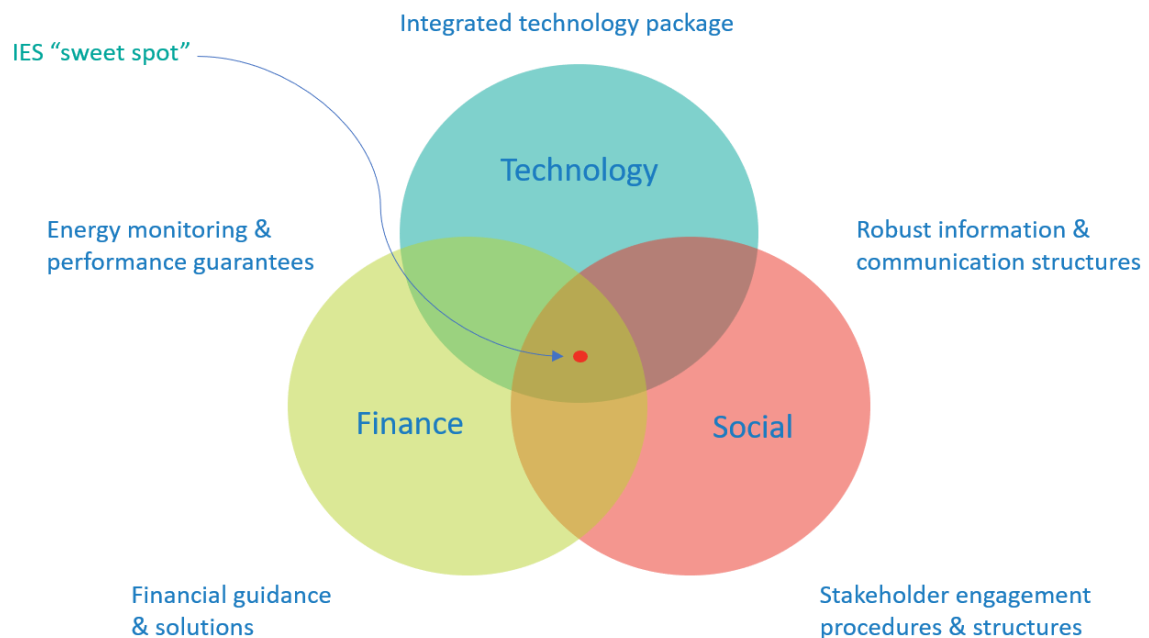 Integrated technology package
IES “sweet spot”
Technology
Energy monitoring &
performance guarantees
Robust information &
communication structures
Finance
Social
Financial guidance
& solutions
Stakeholder engagement
procedures & structures